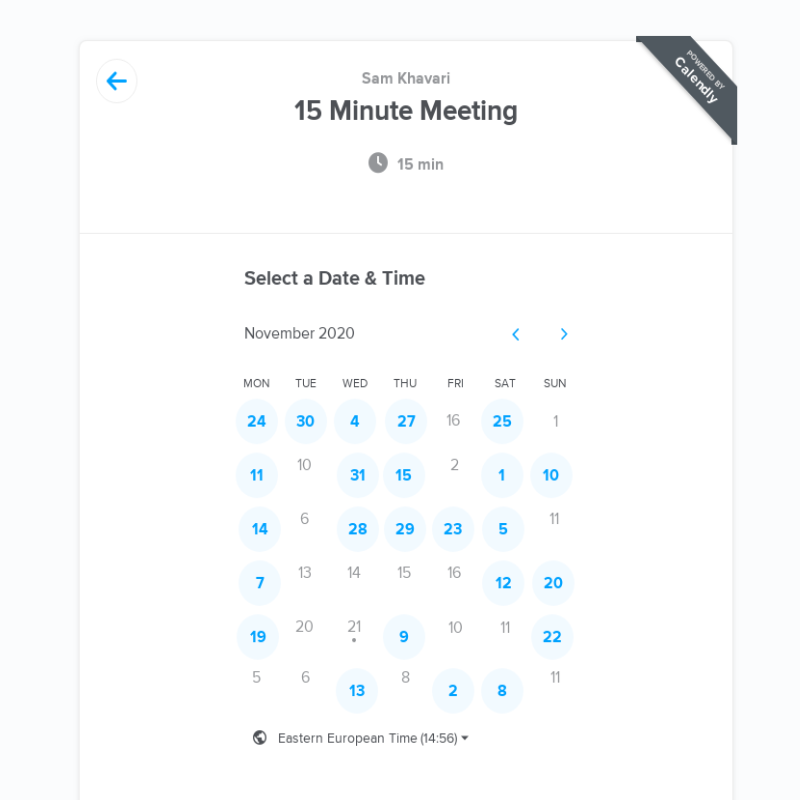 POWERED BY
Calendly
Sam Khavari
15 Minute Meeting
15 min
Select a Date & Time
November 2020
MON TUE WED THU FRI SAT SUN
24 30 4 27 16 25 1
11 10 31 15 2 1 10
14 6 28 29 23 5 11
7 13 14 15 16 12 20
19 20 21 9 10 11 22
5 6 13 8 2 8 11
Eastern European Time (14:56)